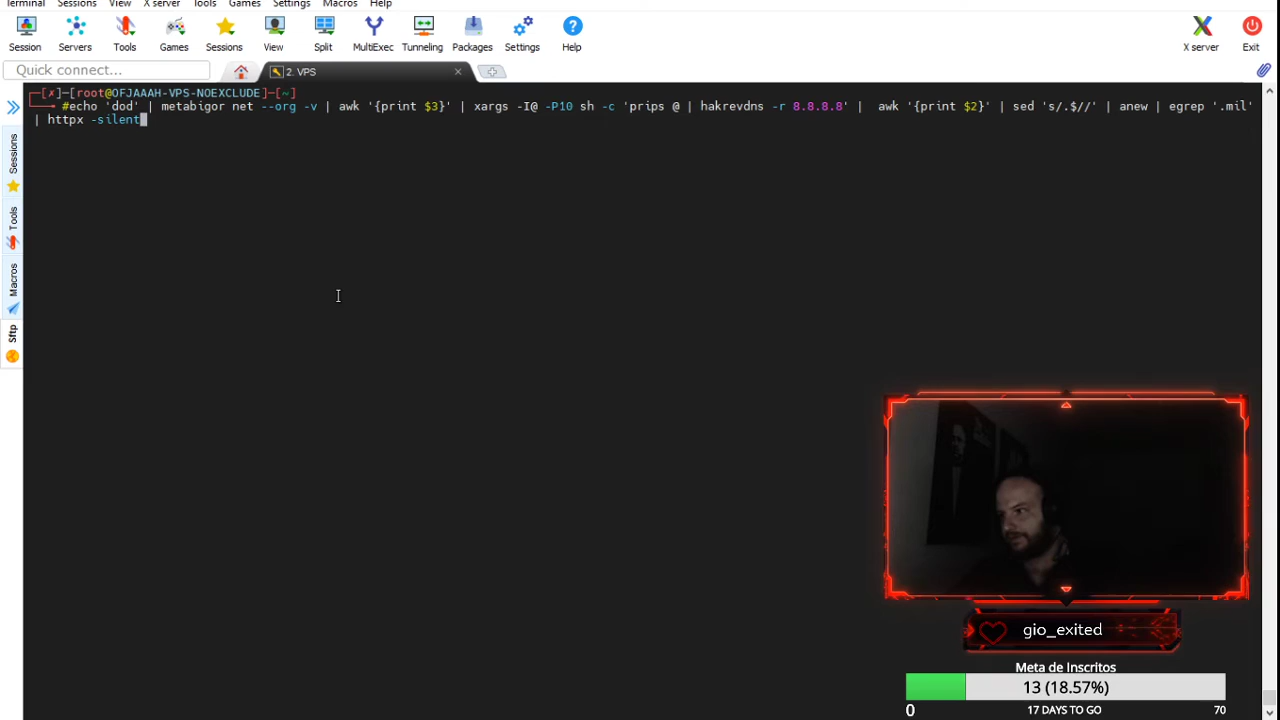 Terminal Sessions View X server Tools Games Settings Macros Help
Session Servers Tools Games Sessions View Split MultiExec Tunneling Packages Settings Help X server Exit
Quick connect... 2. VPS
┌─[✗]─[root@OFJAAAH-VPS-NOEXCLUDE]─[~]
└──╼ #echo 'dod' | metabigor net --org -v | awk '{print $3}' | xargs -I@ -P10 sh -c 'prips @ | hakrevdns -r 8.8.8.8' |  awk '{print $2}' | sed 's/.$//' | anew | egrep '.mil'
| httpx -silent
Sessions
Tools
Macros
Sftp
gio_exited
Meta de Inscritos
13 (18.57%)
0 17 DAYS TO GO 70